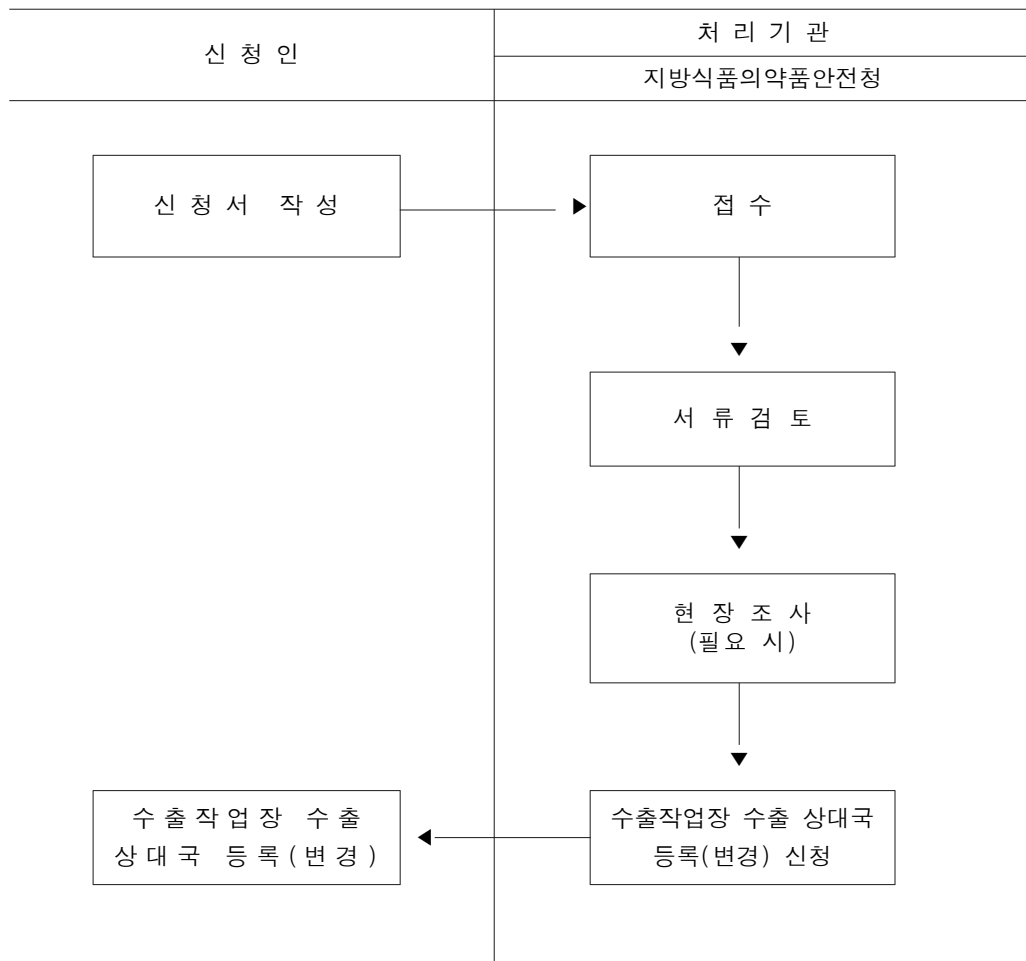 신 청 인
처 리 기 관
지방식품의약품안전청
신 청 서 작 성
접 수
서 류 검 토
현 장 조 사
(필요 시)
수 출 작 업 장 수 출
상 대 국 등 록 ( 변 경 )
수출작업장 수출 상대국
등록(변경) 신청